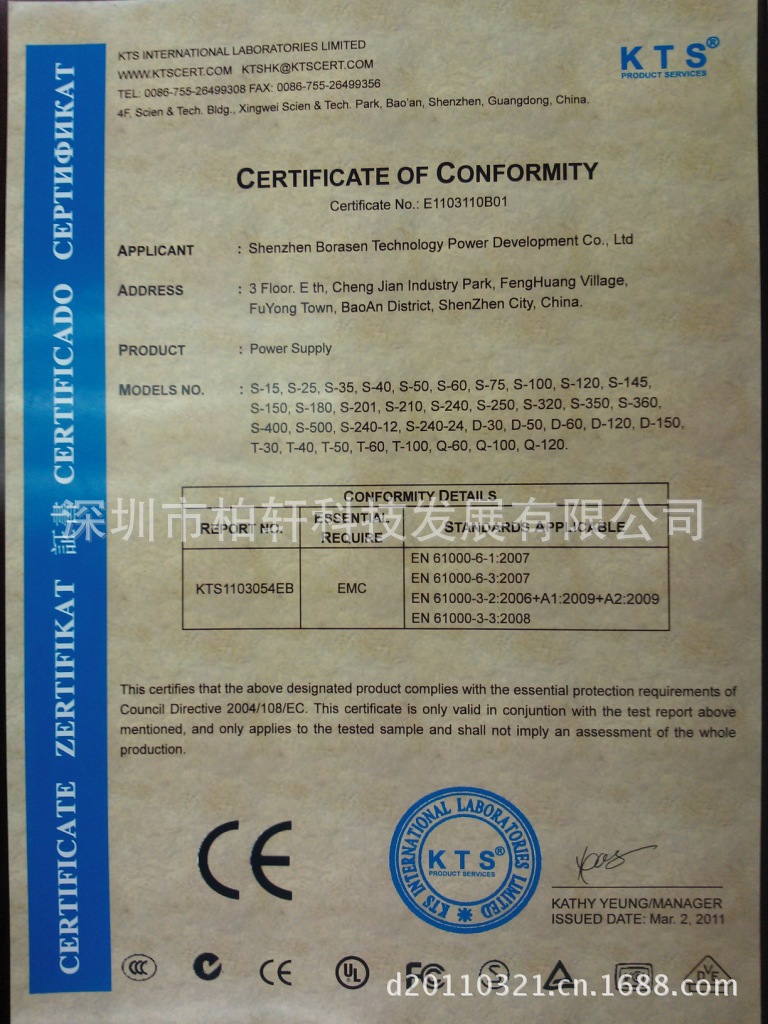 KTS INTERNATIONAL LABORATORIES LIMITED
WWW.KTSCERT.COM KTSHK@KTSCERT.COM
TEL: 0086-755-26499308 FAX: 0086-755-26499356
4F, Scien & Tech. Bldg., Xingwei Scien & Tech. Park, Bao'an, Shenzhen, Guangdong, China.
KTS®
PRODUCT SERVICES
CERTIFICATE OF CONFORMITY
Certificate No.: E1103110B01
APPLICANT : Shenzhen Borasen Technology Power Development Co., Ltd
ADDRESS : 3 Floor. E th, Cheng Jian Industry Park, FengHuang Village,
FuYong Town, BaoAn District, ShenZhen City, China.
PRODUCT : Power Supply
MODELS NO. : S-15, S-25, S-35, S-40, S-50, S-60, S-75, S-100, S-120, S-145,
S-150, S-180, S-201, S-210, S-240, S-250, S-320, S-350, S-360,
S-400, S-500, S-240-12, S-240-24, D-30, D-50, D-60, D-120, D-150,
T-30, T-40, T-50, T-60, T-100, Q-60, Q-100, Q-120.
CONFORMITY DETAILS
REPORT NO. ESSENTIAL REQUIRE STANDARDS APPLICABLE
深圳市柏轩科技发展有限公司
KTS1103054EB EMC
EN 61000-6-1:2007
EN 61000-6-3:2007
EN 61000-3-2:2006+A1:2009+A2:2009
EN 61000-3-3:2008
This certifies that the above designated product complies with the essential protection requirements of
Council Directive 2004/108/EC. This certificate is only valid in conjuntion with the test report above
mentioned, and only applies to the tested sample and shall not imply an assessment of the whole
production.
CE
KTS INTERNATIONAL LABORATORIES LIMITED
KTS®
PRODUCT SERVICES
KATHY YEUNG/MANAGER
ISSUED DATE: Mar. 2, 2011
CCC
CE
UL
FC
S
DVE
d20110321.cn.1688.com
CERTIFICATE ZERTIFIKAT 証書 CERTIFICADO СЕРТИФИКАТ